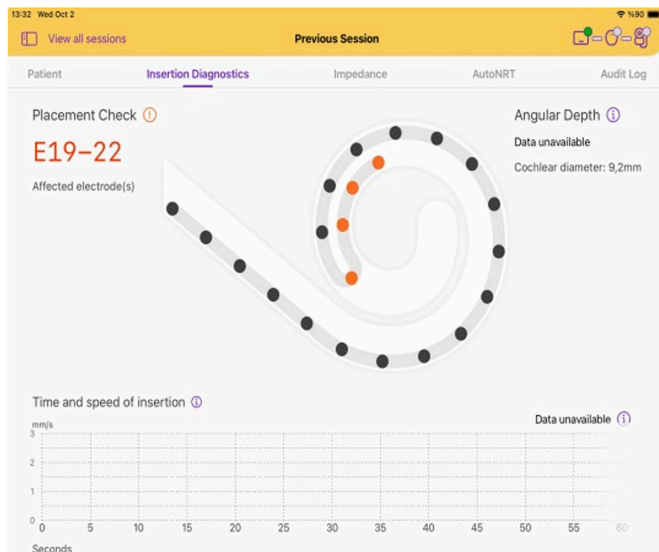 13:32 Wed Oct 2 %90
View all sessions Previous Session
Patient Insertion Diagnostics Impedance AutoNRT Audit Log
Placement Check
E19–22
Affected electrode(s)
Angular Depth
Data unavailable
Cochlear diameter: 9,2mm
Time and speed of insertion
Data unavailable
mm/s
3
2
1
0
0 5 10 15 20 25 30 35 40 45 50 55 60
Seconds